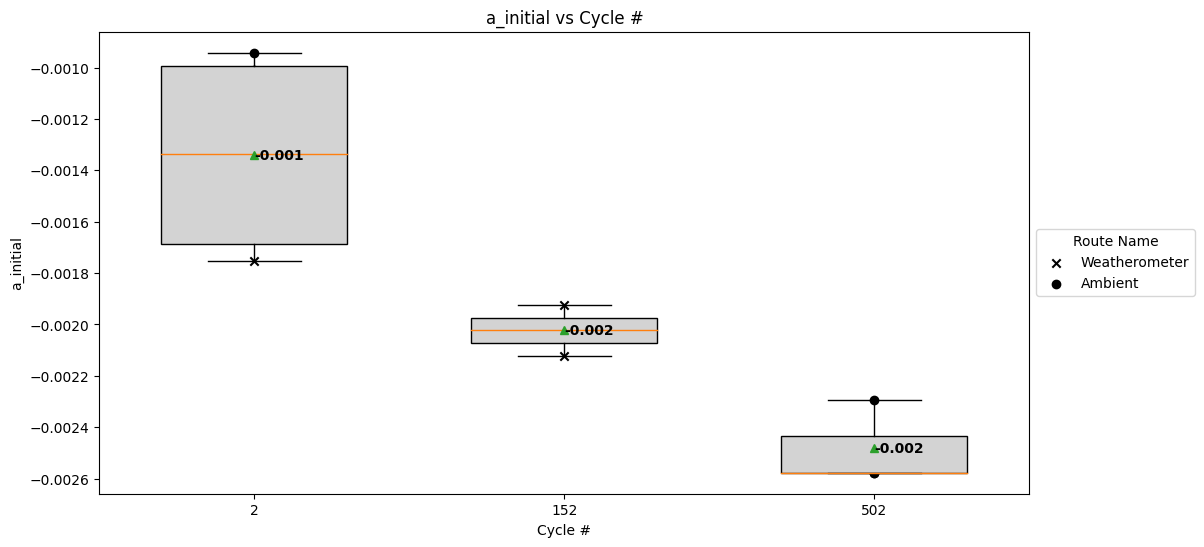 a_initial vs Cycle #
a_initial
−0.0010
−0.0012
−0.0014
−0.0016
−0.0018
−0.0020
−0.0022
−0.0024
−0.0026
-0.001
-0.002
-0.002
2
152
502
Cycle #
Route Name
Weatherometer
Ambient